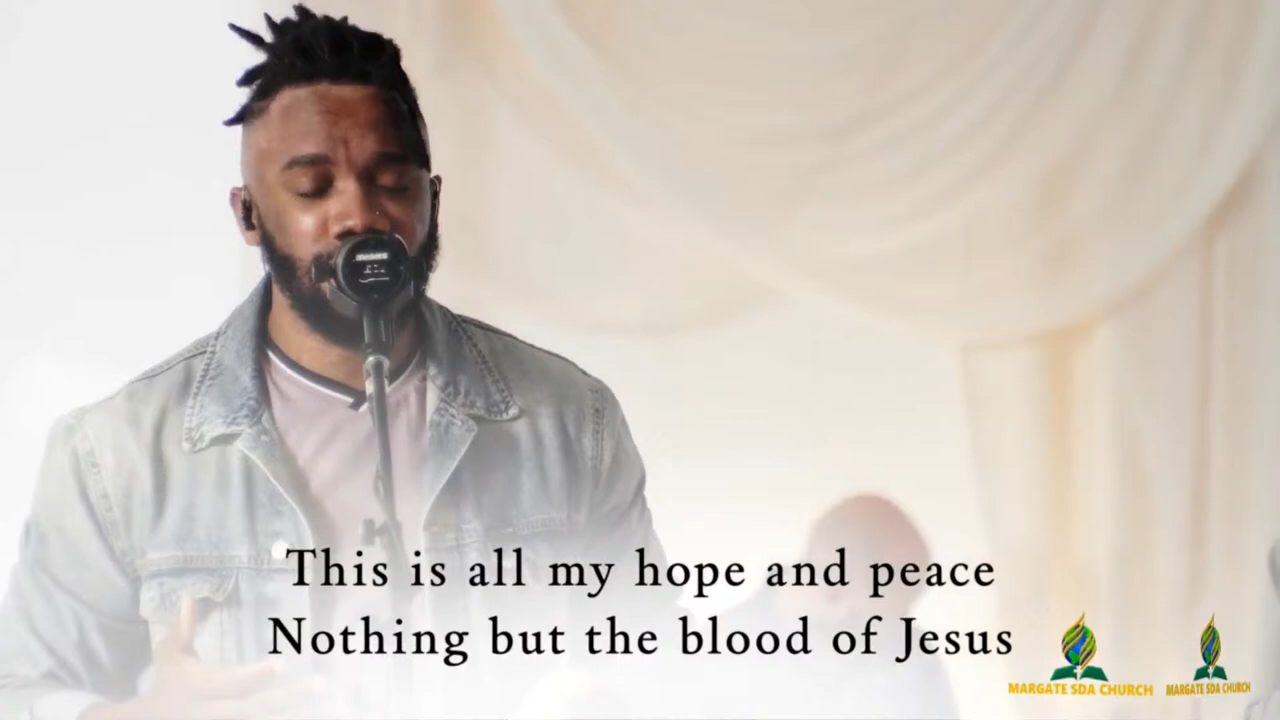 This is all my hope and peace
Nothing but the blood of Jesus
MARGATE SDA CHURCH
MARGATE SDA CHURCH